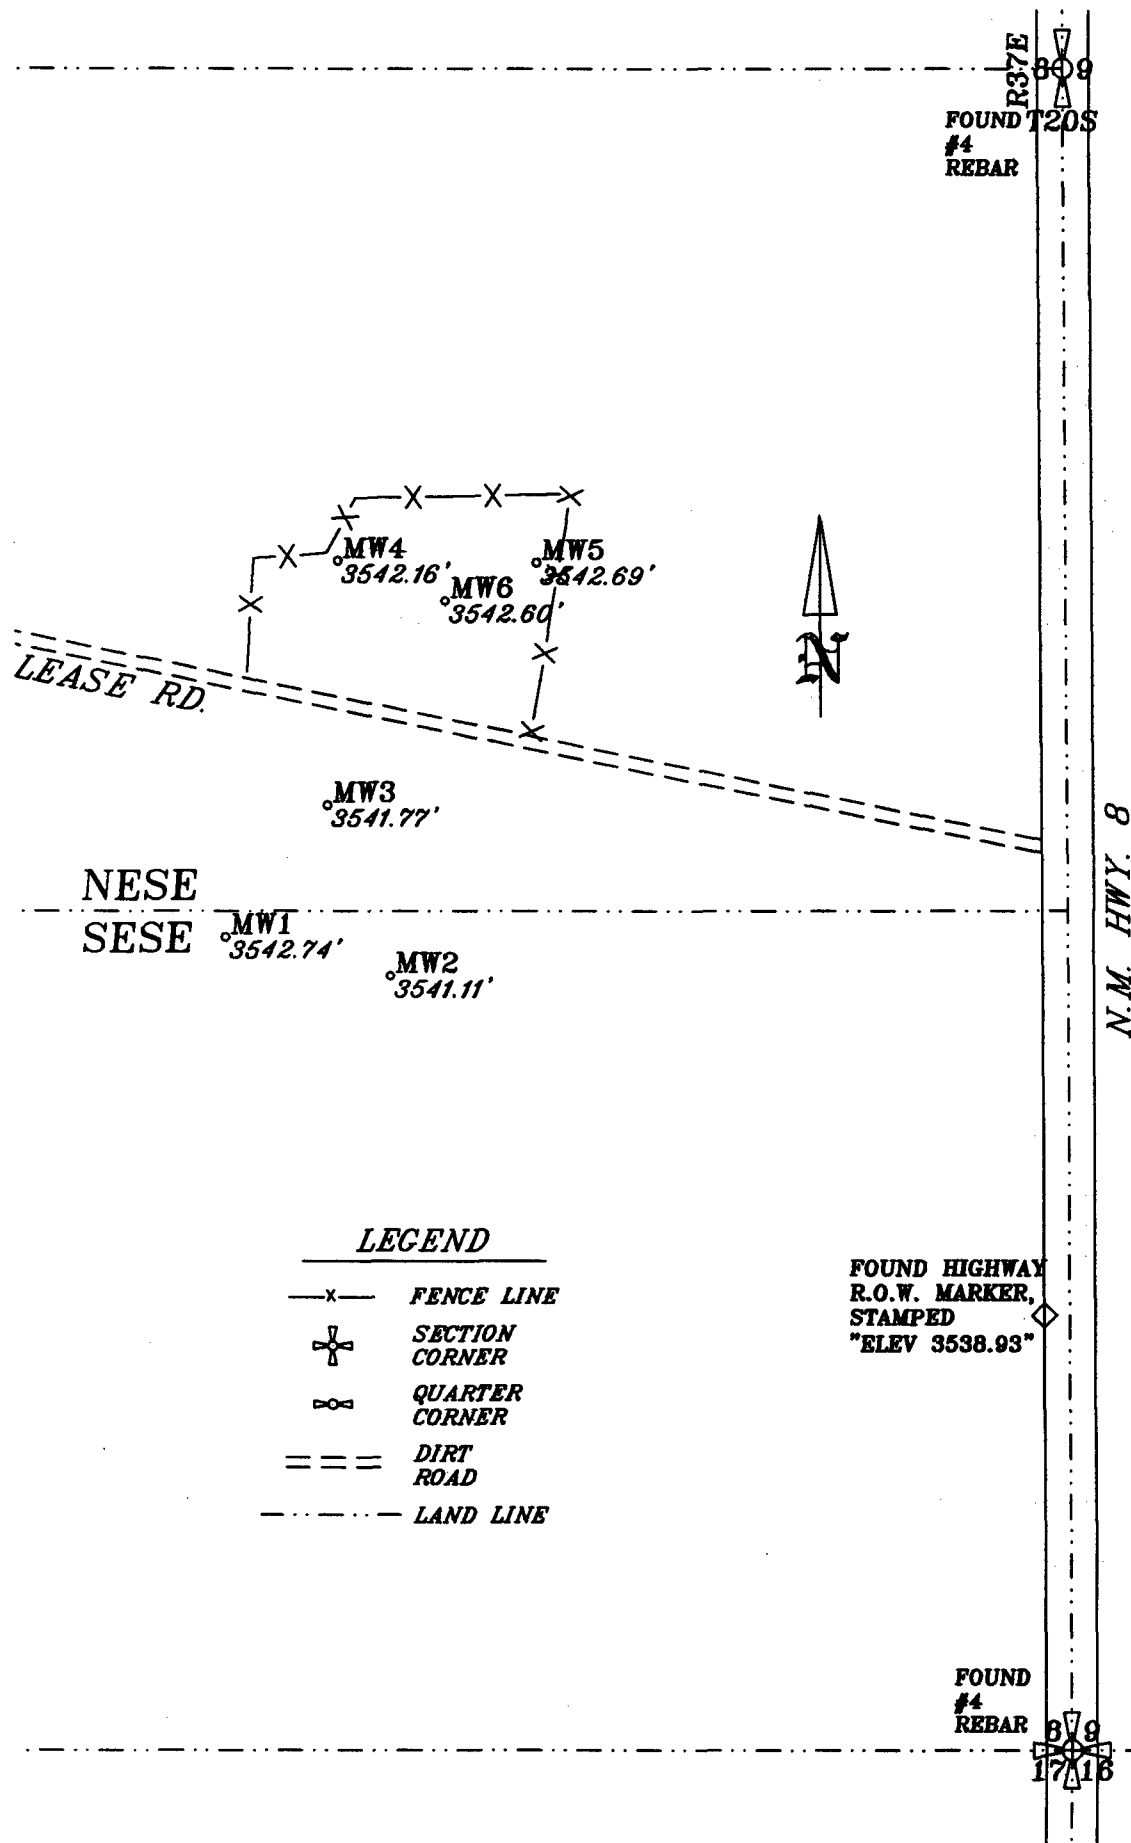 R37E
8 9
FOUND T20S
#4
REBAR
MW4
3542.16'
MW5
3542.69'
MW6
3542.60'
N
LEASE RD.
MW3
3541.77'
N.M. HWY. 8
NESE
SESE
MW1
3542.74'
MW2
3541.11'
LEGEND
X FENCE LINE
SECTION
CORNER
QUARTER
CORNER
DIRT
ROAD
LAND LINE
FOUND HIGHWAY
R.O.W. MARKER,
STAMPED
"ELEV 3538.93"
FOUND
#4
REBAR
8 9
17 16